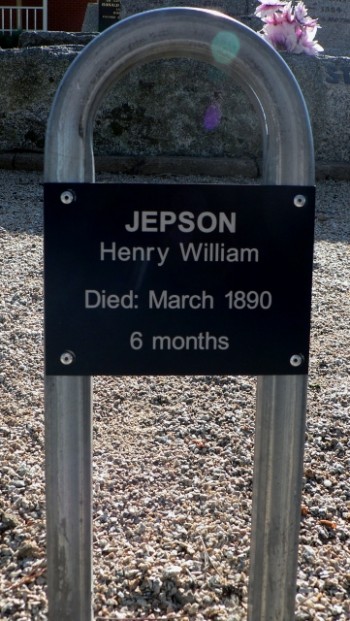 JEPSON
Henry William
Died: March 1890
6 months